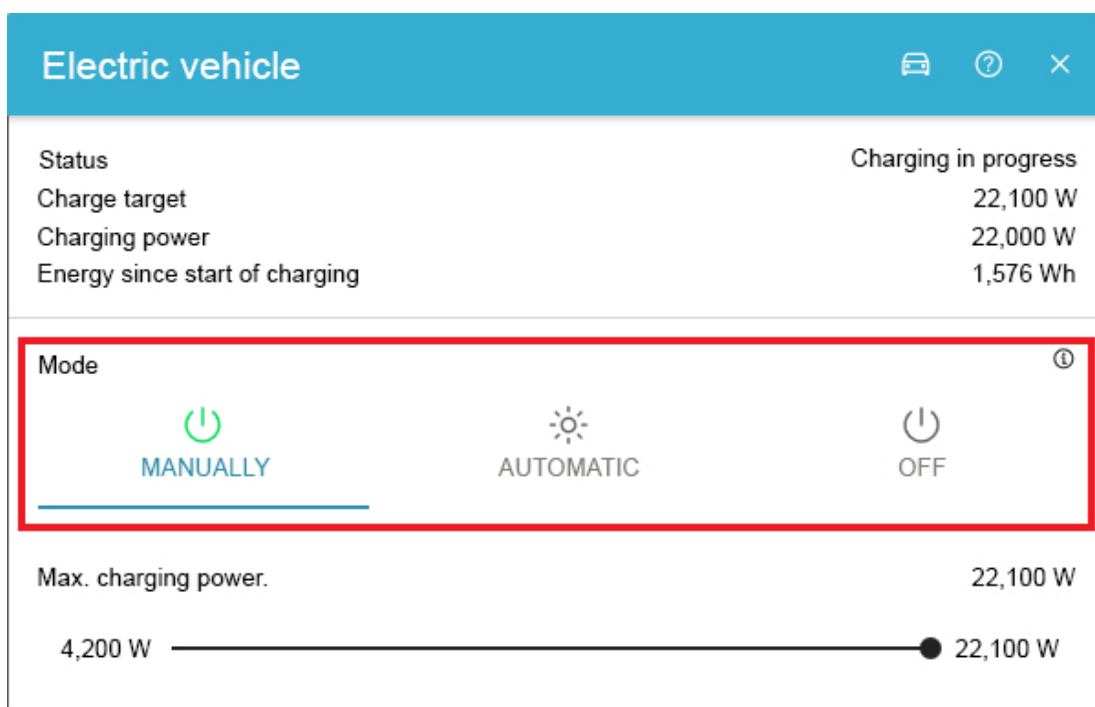 Electric vehicle
Status Charging in progress
Charge target 22,100 W
Charging power 22,000 W
Energy since start of charging 1,576 Wh
Mode
MANUALLY AUTOMATIC OFF
Max. charging power. 22,100 W
4,200 W 22,100 W